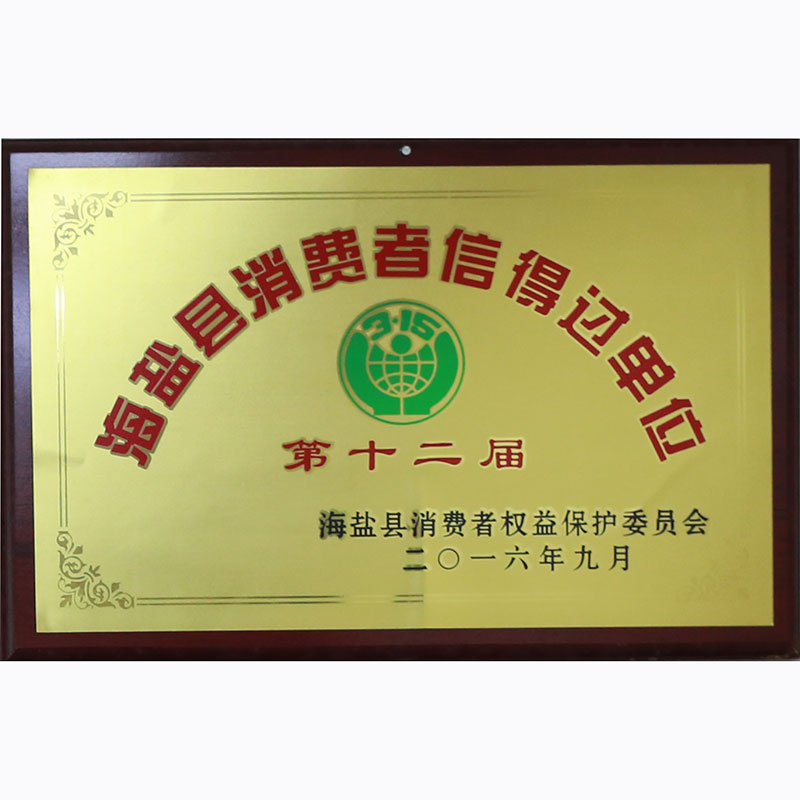 海盐县消费者信得过单位
3·15
第十二届
海盐县消费者权益保护委员会
二〇一六年九月